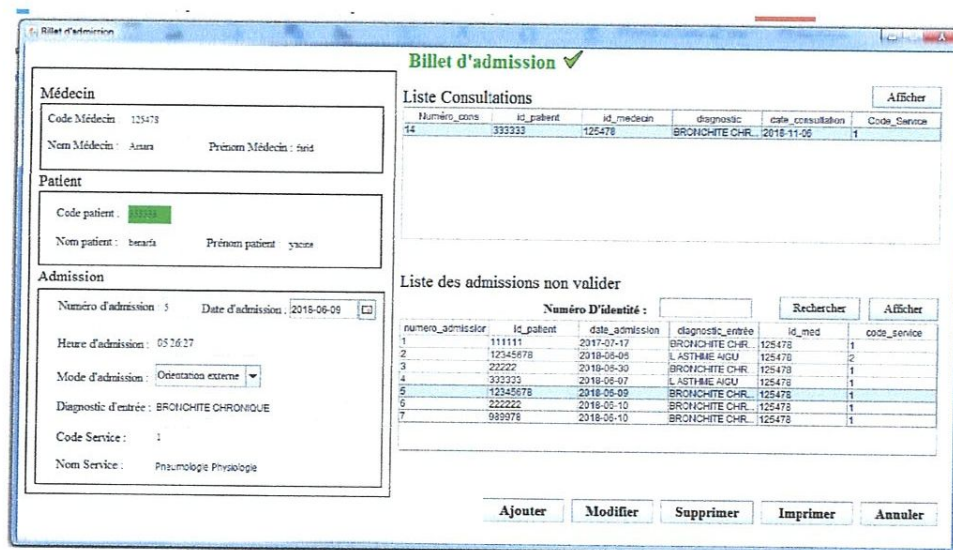 Billet d'admission
Billet d'admission
Médecin
Code Médecin 125478
Nom Médecin : Amara Prénom Médecin : farid
Patient
Code patient :
Nom patient : benarfa Prénom patient yacine
Admission
Numéro d'admission 5 Date d'admission : 2018-06-09
Heure d'admission : 05 26:27
Mode d'admission : Orientation externe
Diagnostic d'entrée : BRONCHITE CHRONIQUE
Code Service : 1
Nom Service : Pneumologie Physiologie
Liste Consultations Afficher
Numéro_cons id_patient id_medecin diagnostic date_consultation Code_Service
14 333333 125478 BRONCHITE CHR... 2018-11-06 1
Liste des admissions non valider
Numéro D'identité : Rechercher Afficher
numero_admission id_patient date_admission diagnostic_entrée id_med code_service
1 111111 2017-07-17 BRONCHITE CHR... 125478 1
2 12345678 2018-06-06 L ASTHME AIGU 125478 2
3 22222 2018-06-30 BRONCHITE CHR... 125478 1
4 333333 2018-06-07 L ASTHME AIGU 125478 1
5 12345678 2018-06-09 BRONCHITE CHR... 125478 1
6 222222 2018-06-10 BRONCHITE CHR... 125478 1
7 989978 2018-06-10 BRONCHITE CHR... 125478 1
Ajouter Modifier Supprimer Imprimer Annuler